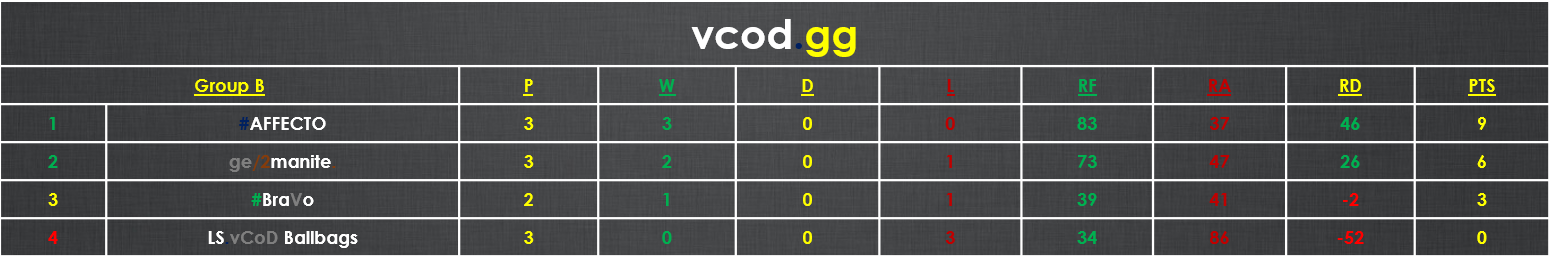 vcod.gg
Group B P W D L RF RA RD PTS
1 #AFFECTO 3 3 0 0 83 37 46 9
2 ge/2manite 3 2 0 1 73 47 26 6
3 #BraVo 2 1 0 1 39 41 -2 3
4 LS.vCoD Ballbags 3 0 0 3 34 86 -52 0